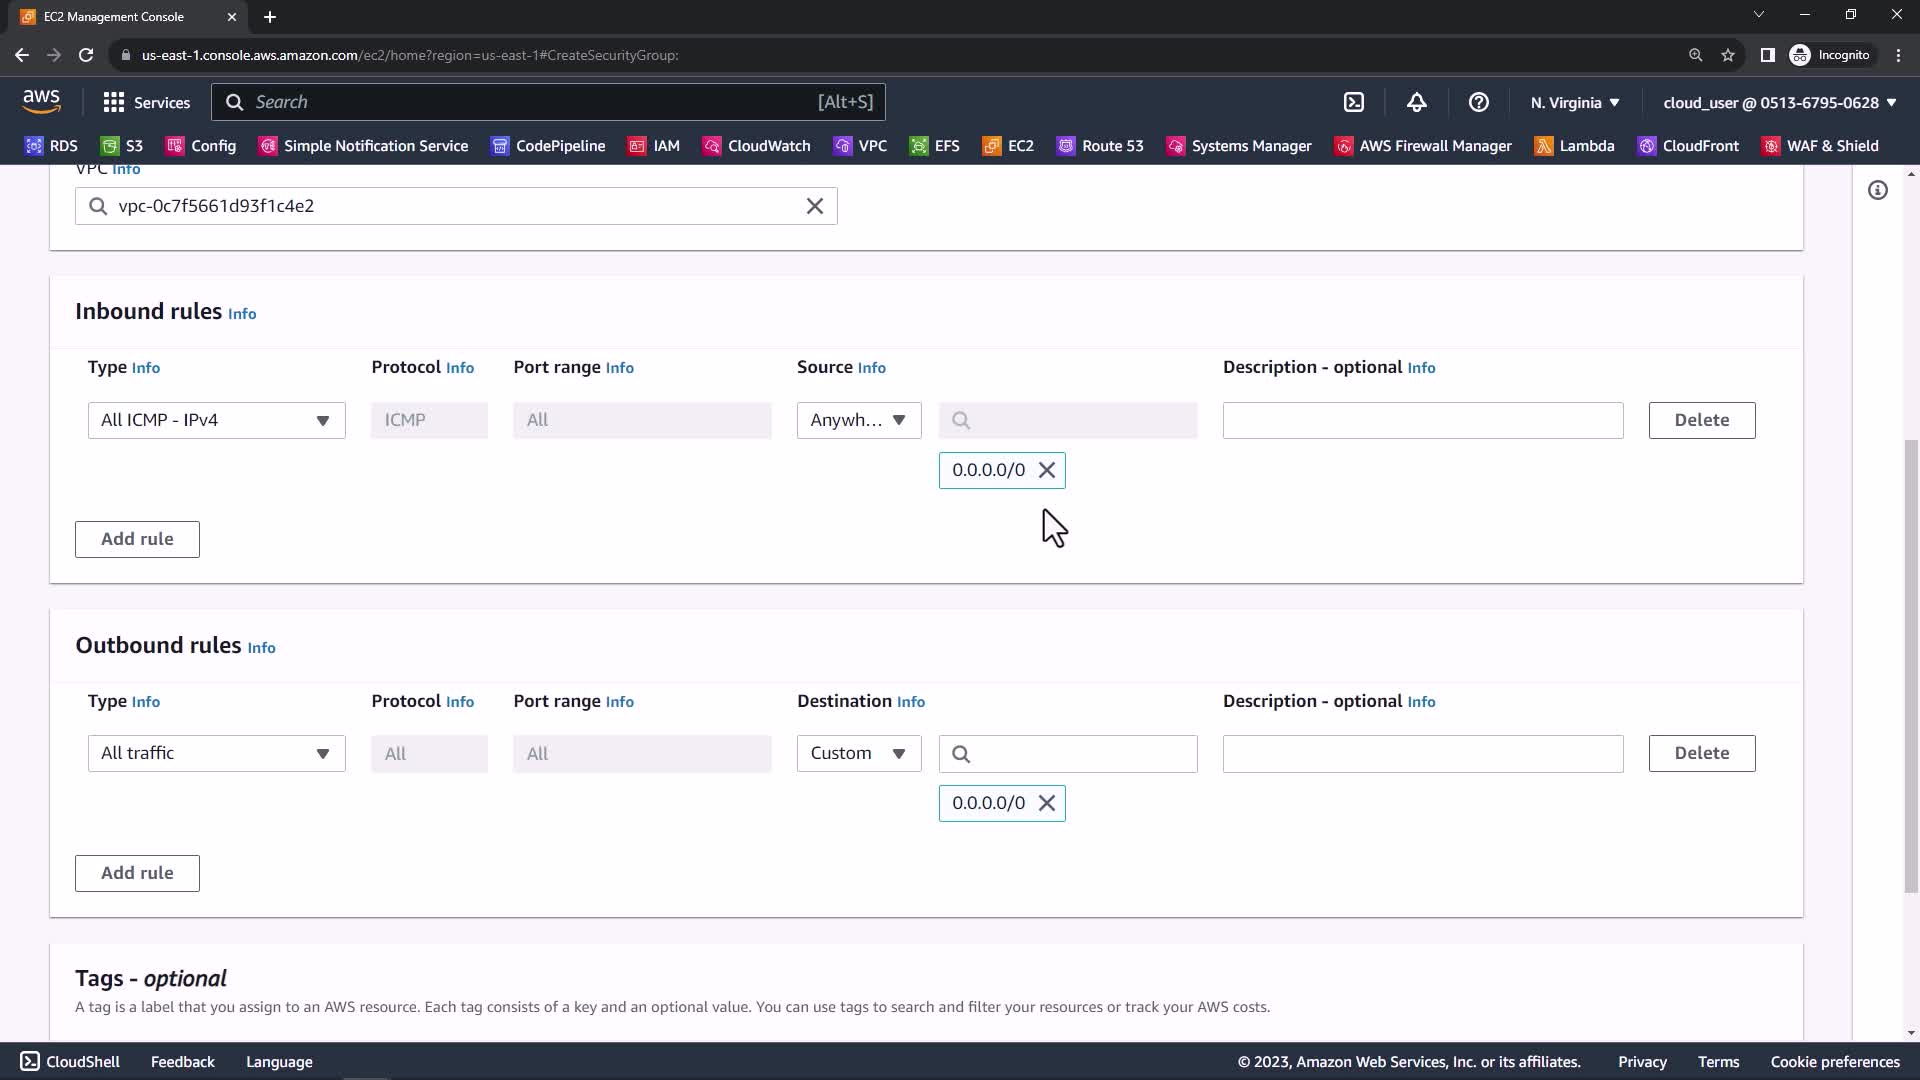 EC2 Management Console
us-east-1.console.aws.amazon.com/ec2/home?region=us-east-1#CreateSecurityGroup:
Incognito
aws
Services
Search
[Alt+S]
N. Virginia
cloud_user @ 0513-6795-0628
RDS
S3
Config
Simple Notification Service
CodePipeline
IAM
CloudWatch
VPC
EFS
EC2
Route 53
Systems Manager
AWS Firewall Manager
Lambda
CloudFront
WAF & Shield
VPC Info
vpc-0c7f5661d93f1c4e2
Inbound rules Info
Type Info
Protocol Info
Port range Info
Source Info
Description - optional Info
All ICMP - IPv4
ICMP
All
Anywh...
Delete
0.0.0.0/0
Add rule
Outbound rules Info
Type Info
Protocol Info
Port range Info
Destination Info
Description - optional Info
All traffic
All
All
Custom
Delete
0.0.0.0/0
Add rule
Tags - optional
A tag is a label that you assign to an AWS resource. Each tag consists of a key and an optional value. You can use tags to search and filter your resources or track your AWS costs.
CloudShell
Feedback
Language
© 2023, Amazon Web Services, Inc. or its affiliates.
Privacy
Terms
Cookie preferences